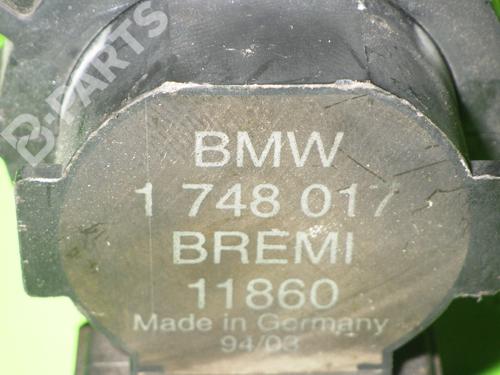 B-PARTS
BMW
1 748 017
BREMI
11860
Made in Germany
94/03